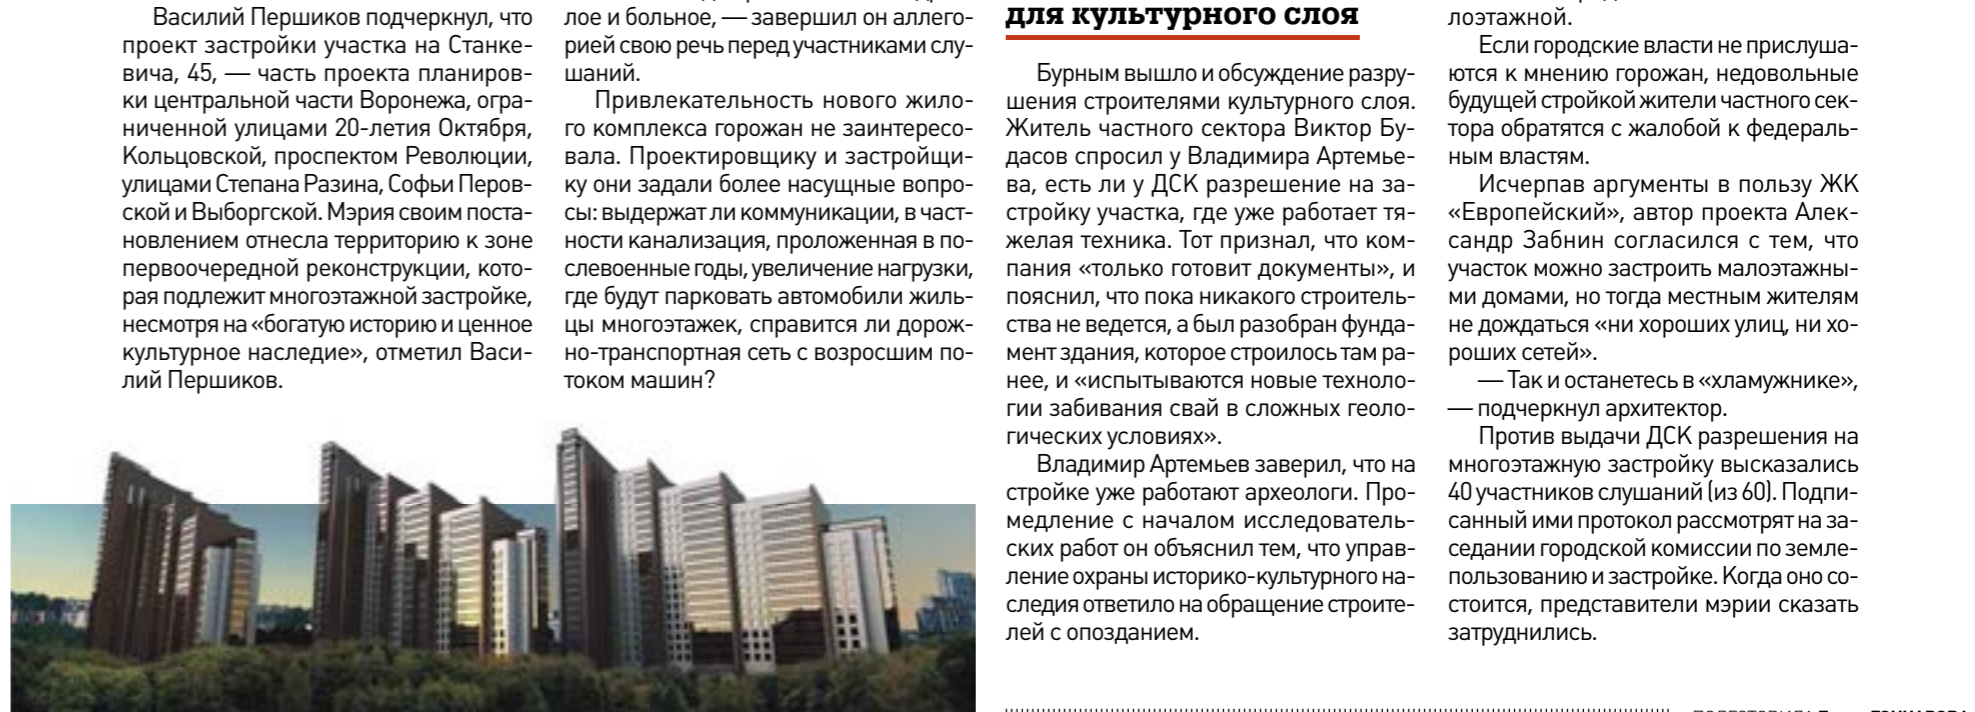 Василий Першиков подчеркнул, что
проект застройки участка на Станке-
вича, 45, — часть проекта планиров-
ки центральной части Воронежа, огра-
ниченной улицами 20-летия Октября,
Кольцовской, проспектом Революции,
улицами Степана Разина, Софьи Перов-
ской и Выборгской. Мэрия своим поста-
новлением отнесла территорию к зоне
первоочередной реконструкции, кото-
рая подлежит многоэтажной застройке,
несмотря на «богатую историю и ценное
культурное наследие», отметил Васи-
лий Першиков.
лое и больное, — завершил он аллего-
рией свою речь перед участниками слу-
шаний.
Привлекательность нового жило-
го комплекса горожан не заинтересо-
вала. Проектировщику и застройщи-
ку они задали более насущные вопро-
сы: выдержат ли коммуникации, в част-
ности канализация, проложенная в по-
слевоенные годы, увеличение нагрузки,
где будут парковать автомобили жиль-
цы многоэтажек, справится ли дорож-
но-транспортная сеть с возросшим по-
током машин?
для культурного слоя
Бурным вышло и обсуждение разру-
шения строителями культурного слоя.
Житель частного сектора Виктор Бу-
дасов спросил у Владимира Артемье-
ва, есть ли у ДСК разрешение на за-
стройку участка, где уже работает тя-
желая техника. Тот признал, что ком-
пания «только готовит документы», и
пояснил, что пока никакого строитель-
ства не ведется, а был разобран фунда-
мент здания, которое строилось там ра-
нее, и «испытываются новые техноло-
гии забивания свай в сложных геоло-
гических условиях».
Владимир Артемьев заверил, что на
стройке уже работают археологи. Про-
медление с началом исследователь-
ских работ он объяснил тем, что управ-
ление охраны историко-культурного на-
следия ответило на обращение строите-
лей с опозданием.
лоэтажной.
Если городские власти не прислуша-
ются к мнению горожан, недовольные
будущей стройкой жители частного сек-
тора обратятся с жалобой к федераль-
ным властям.
Исчерпав аргументы в пользу ЖК
«Европейский», автор проекта Алек-
сандр Забнин согласился с тем, что
участок можно застроить малоэтажны-
ми домами, но тогда местным жителям
не дождаться «ни хороших улиц, ни хо-
роших сетей».
— Так и останетесь в «хламужнике»,
— подчеркнул архитектор.
Против выдачи ДСК разрешения на
многоэтажную застройку высказались
40 участников слушаний (из 60). Подпи-
санный ими протокол рассмотрят на за-
седании городской комиссии по земле-
пользованию и застройке. Когда оно со-
стоится, представители мэрии сказать
затруднились.